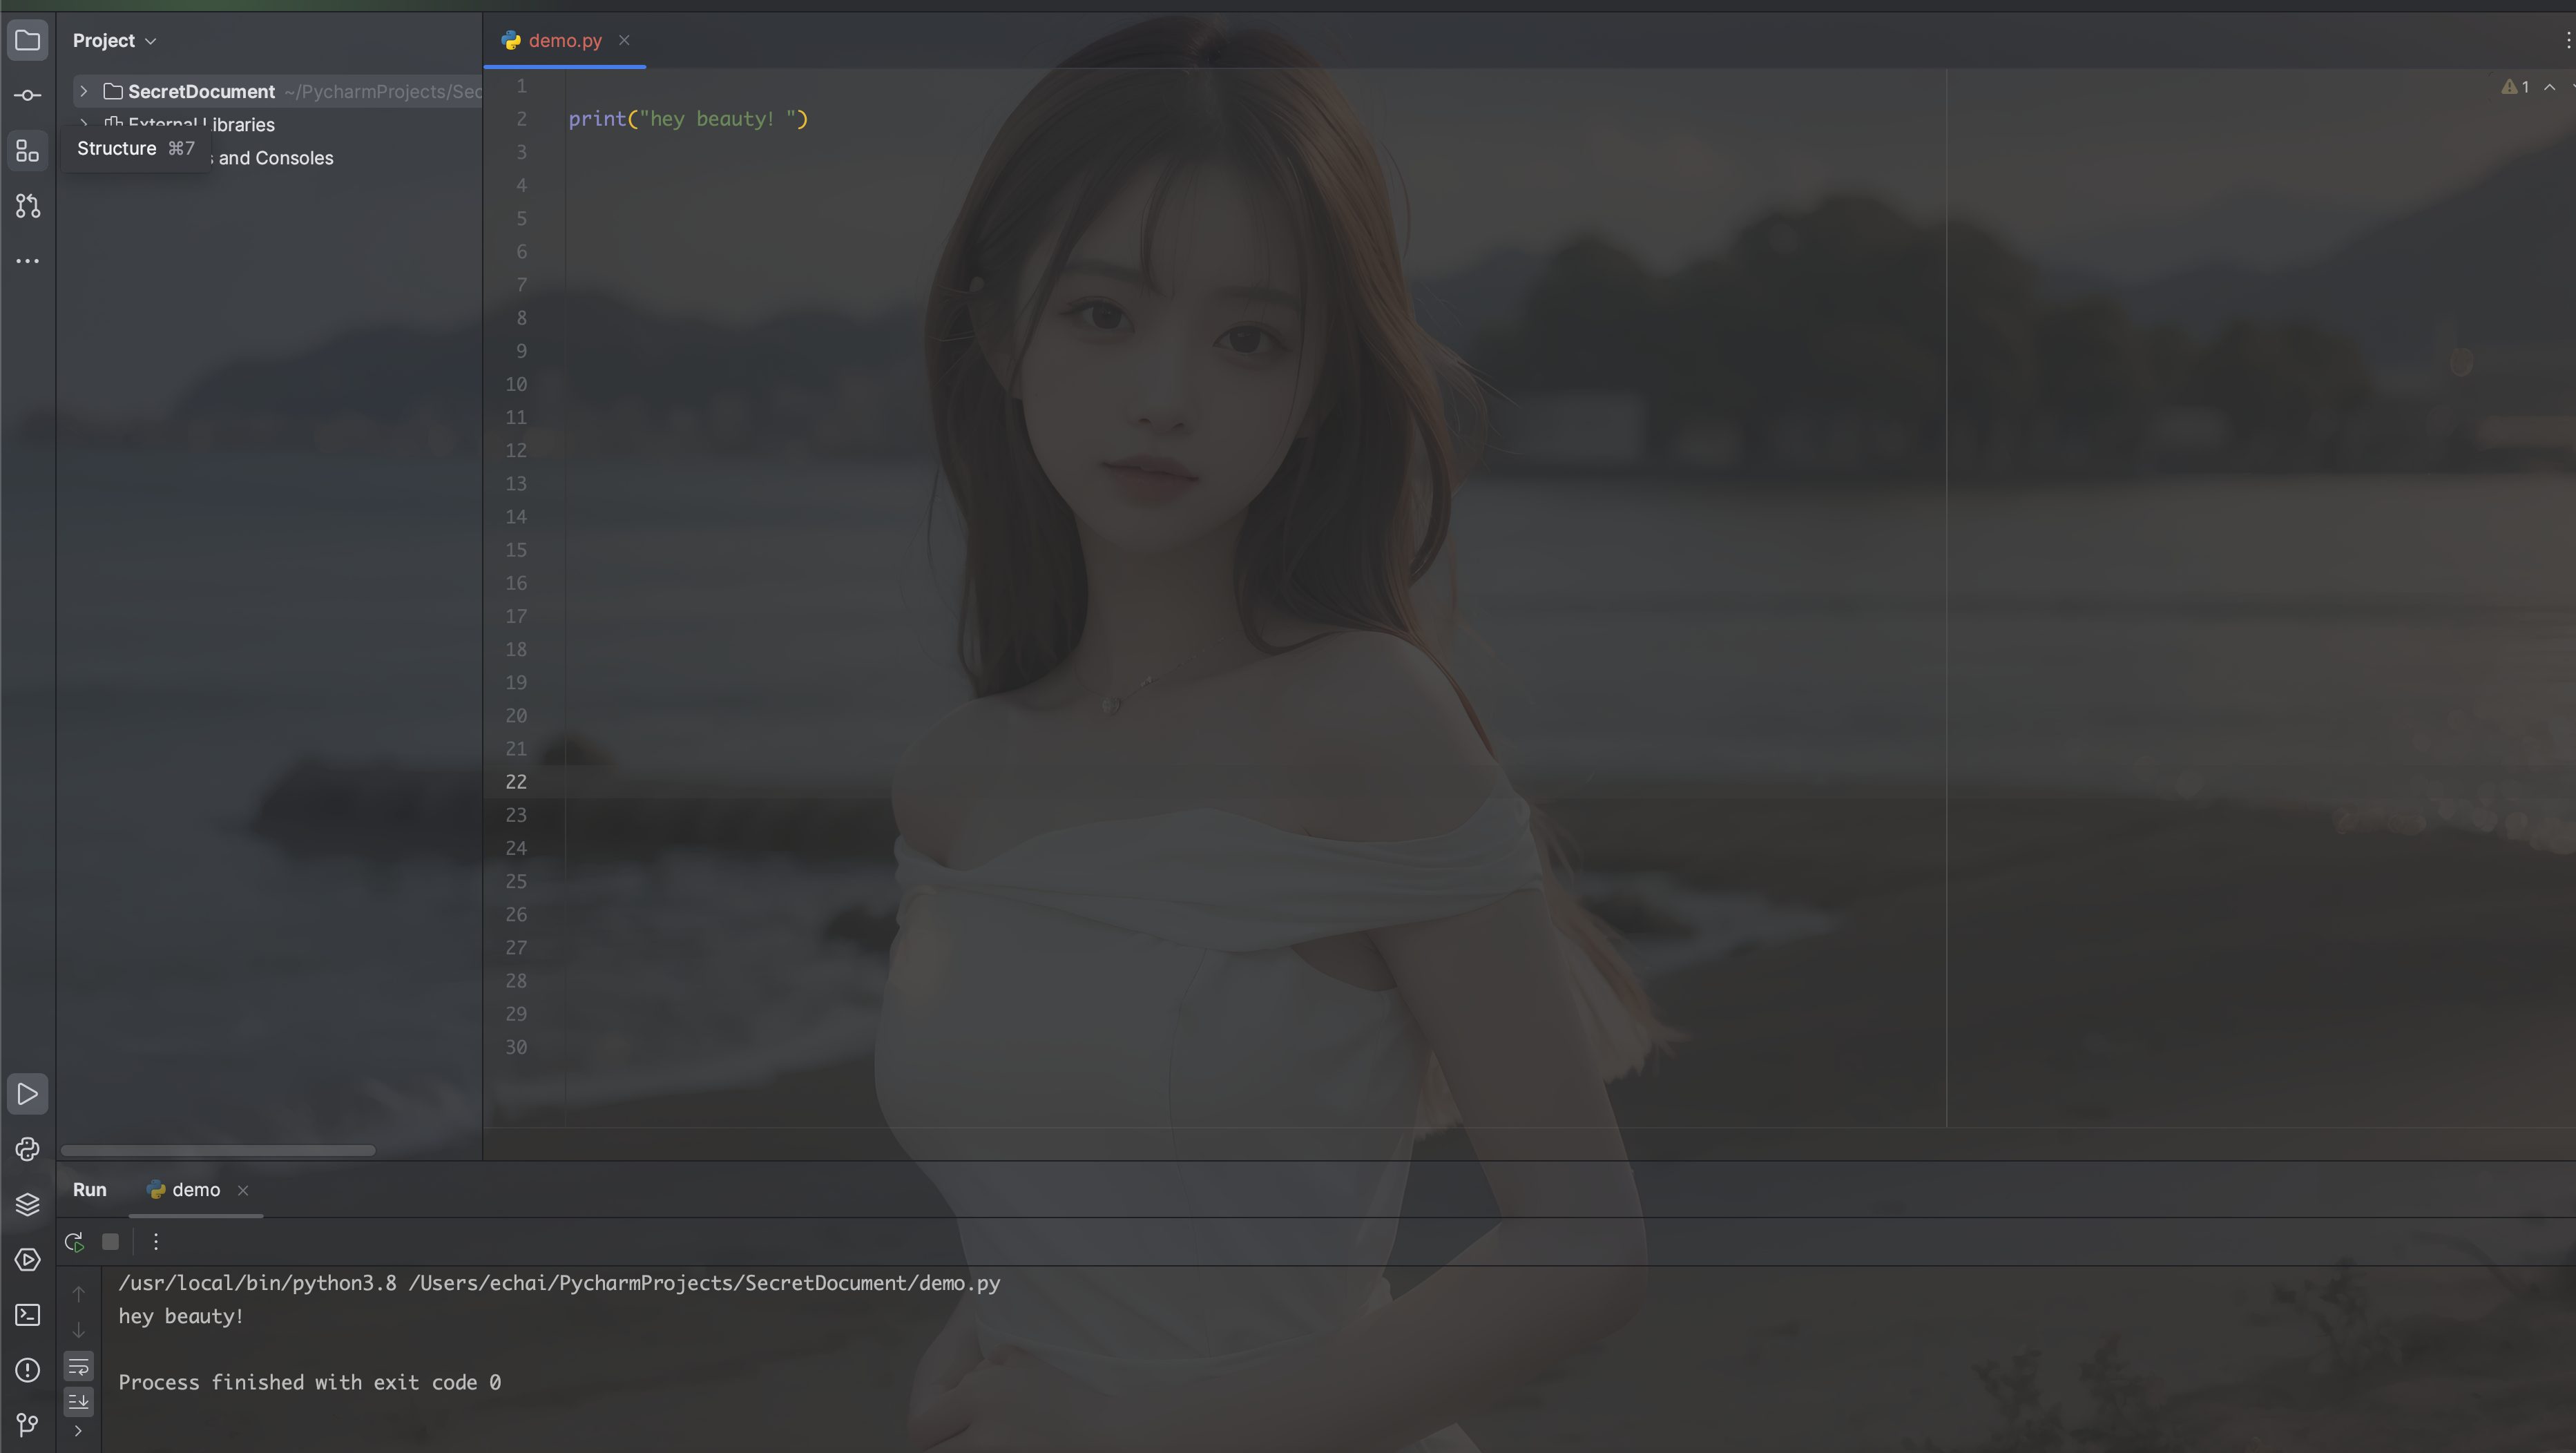 Project
demo.py
SecretDocument ~/PycharmProjects/Sec
External Libraries
Structure ⌘7
and Consoles
1
1
2 print("hey beauty! ")
3
4
5
6
7
8
9
10
11
12
13
14
15
16
17
18
19
20
21
22
23
24
25
26
27
28
29
30
Run demo
/usr/local/bin/python3.8 /Users/echai/PycharmProjects/SecretDocument/demo.py
hey beauty!
Process finished with exit code 0